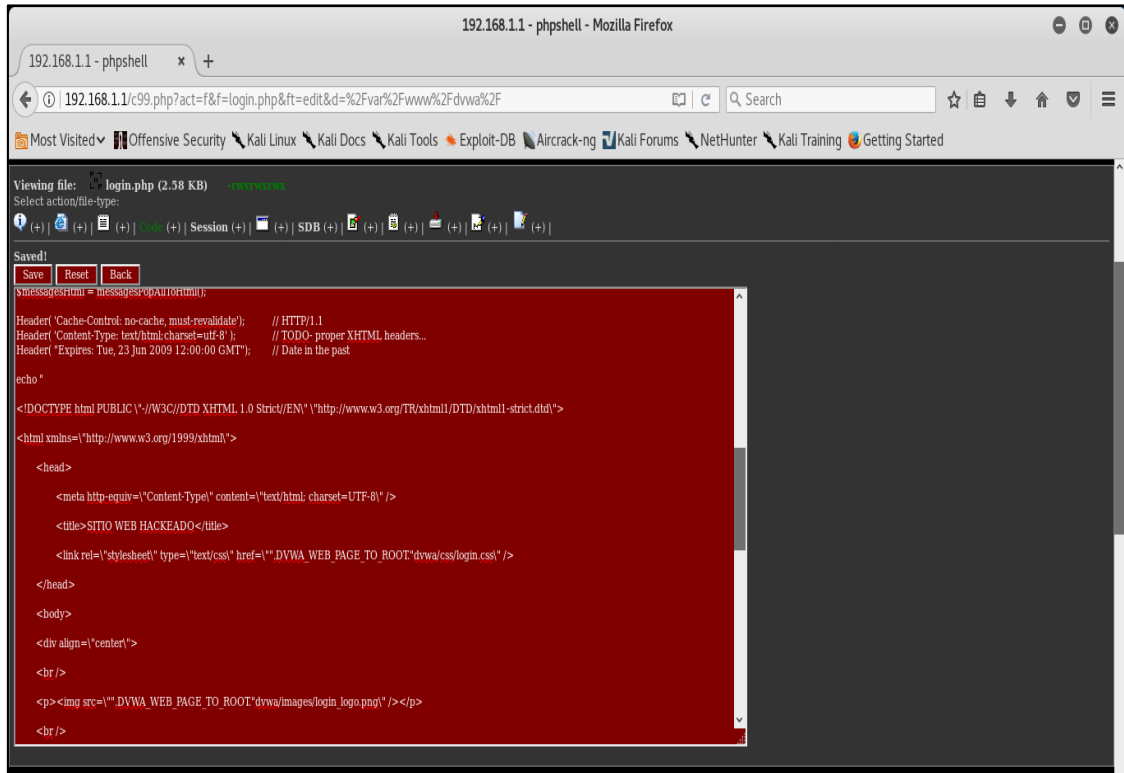 192.168.1.1 - phpshell - Mozilla Firefox
192.168.1.1 - phpshell
192.168.1.1/c99.php?act=f&f=login.php&ft=edit&d=%2Fvar%2Fwww%2Fdvwa%2F
Search
Most Visited Offensive Security Kali Linux Kali Docs Kali Tools Exploit-DB Aircrack-ng Kali Forums NetHunter Kali Training Getting Started
Viewing file: login.php (2.58 KB) -rwxrwxrwx
Select action/file-type:
(+) | (+) | (+) | Code (+) | Session (+) | (+) | SDB (+) | (+) | (+) | (+) | (+) | (+) |
Saved!
Save Reset Back
$messagesHtml = messagesPopAllToHtml();
Header( 'Cache-Control: no-cache, must-revalidate'); // HTTP/1.1
Header( 'Content-Type: text/html;charset=utf-8' ); // TODO- proper XHTML headers...
Header( "Expires: Tue, 23 Jun 2009 12:00:00 GMT"); // Date in the past
echo "
<!DOCTYPE html PUBLIC \"-//W3C//DTD XHTML 1.0 Strict//EN\" \"http://www.w3.org/TR/xhtml1/DTD/xhtml1-strict.dtd\">
<html xmlns=\"http://www.w3.org/1999/xhtml\">
<head>
<meta http-equiv=\"Content-Type\" content=\"text/html; charset=UTF-8\" />
<title>SITIO WEB HACKEADO</title>
<link rel=\"stylesheet\" type=\"text/css\" href=\"".DVWA_WEB_PAGE_TO_ROOT."dvwa/css/login.css\" />
</head>
<body>
<div align=\"center\">
<br />
<p><img src=\"".DVWA_WEB_PAGE_TO_ROOT."dvwa/images/login_logo.png\" /></p>
<br />